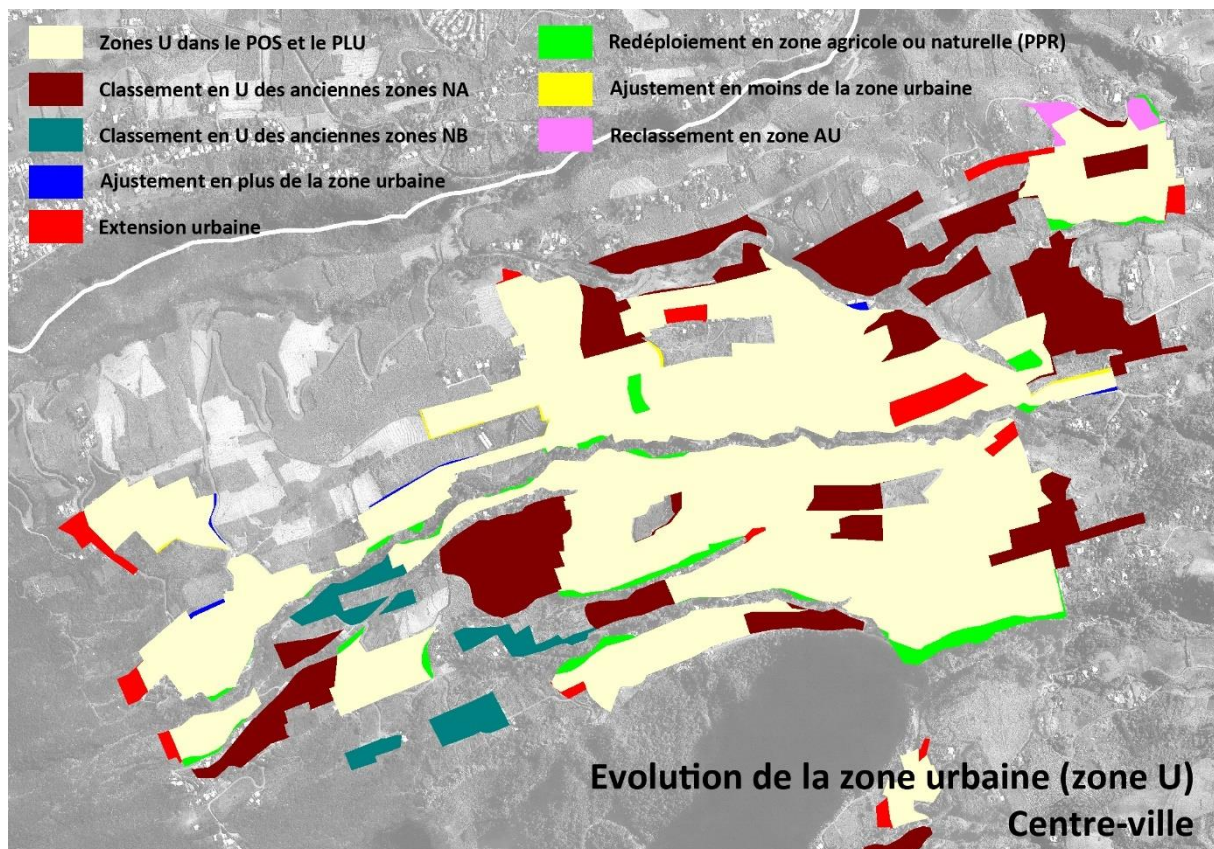 Zones U dans le POS et le PLU
Classement en U des anciennes zones NA
Classement en U des anciennes zones NB
Ajustement en plus de la zone urbaine
Extension urbaine
Redéploiement en zone agricole ou naturelle (PPR)
Ajustement en moins de la zone urbaine
Reclassement en zone AU
Evolution de la zone urbaine (zone U)
Centre-ville